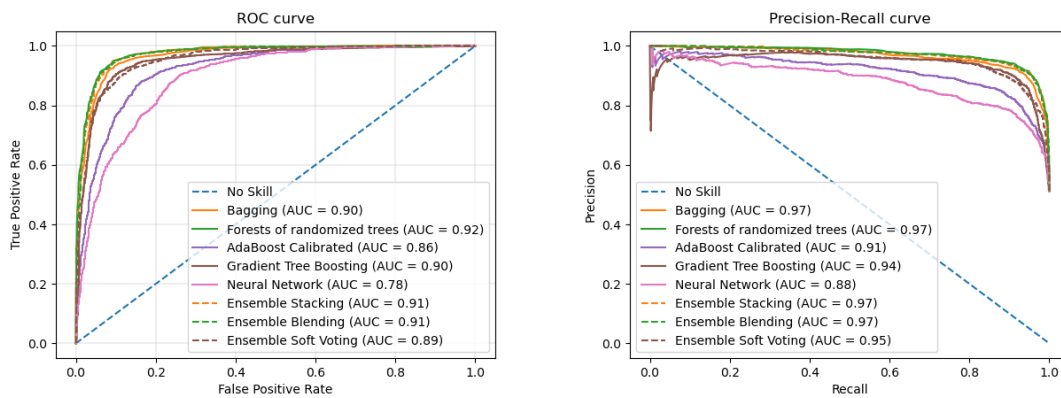 ROC curve
1.0
0.8
0.6
0.4
0.2
0.0
True Positive Rate
No Skill
Bagging (AUC = 0.90)
Forests of randomized trees (AUC = 0.92)
AdaBoost Calibrated (AUC = 0.86)
Gradient Tree Boosting (AUC = 0.90)
Neural Network (AUC = 0.78)
Ensemble Stacking (AUC = 0.91)
Ensemble Blending (AUC = 0.91)
Ensemble Soft Voting (AUC = 0.89)
0.0 0.2 0.4 0.6 0.8 1.0
False Positive Rate
Precision-Recall curve
1.0
0.8
0.6
0.4
0.2
0.0
Precision
No Skill
Bagging (AUC = 0.97)
Forests of randomized trees (AUC = 0.97)
AdaBoost Calibrated (AUC = 0.91)
Gradient Tree Boosting (AUC = 0.94)
Neural Network (AUC = 0.88)
Ensemble Stacking (AUC = 0.97)
Ensemble Blending (AUC = 0.97)
Ensemble Soft Voting (AUC = 0.95)
0.0 0.2 0.4 0.6 0.8 1.0
Recall